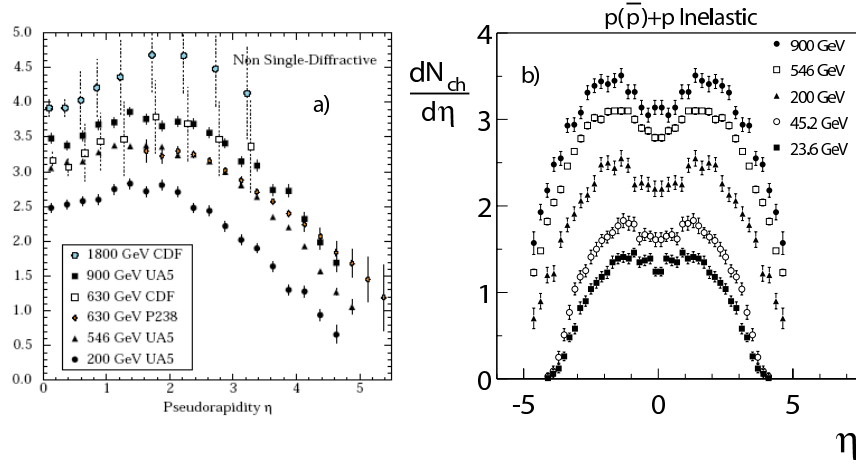 Non Single-Diffractive
a)
5.0
4.5
4.0
3.5
3.0
2.5
2.0
1.5
1.0
0.5
0.0
1800 GeV CDF
900 GeV UA5
630 GeV CDF
630 GeV P238
546 GeV UA5
200 GeV UA5
0 1 2 3 4 5
Pseudorapidity η
p(p̅)+p Inelastic
dN_ch
dη
b)
900 GeV
546 GeV
200 GeV
45.2 GeV
23.6 GeV
4
3
2
1
0
-5 0 5
η